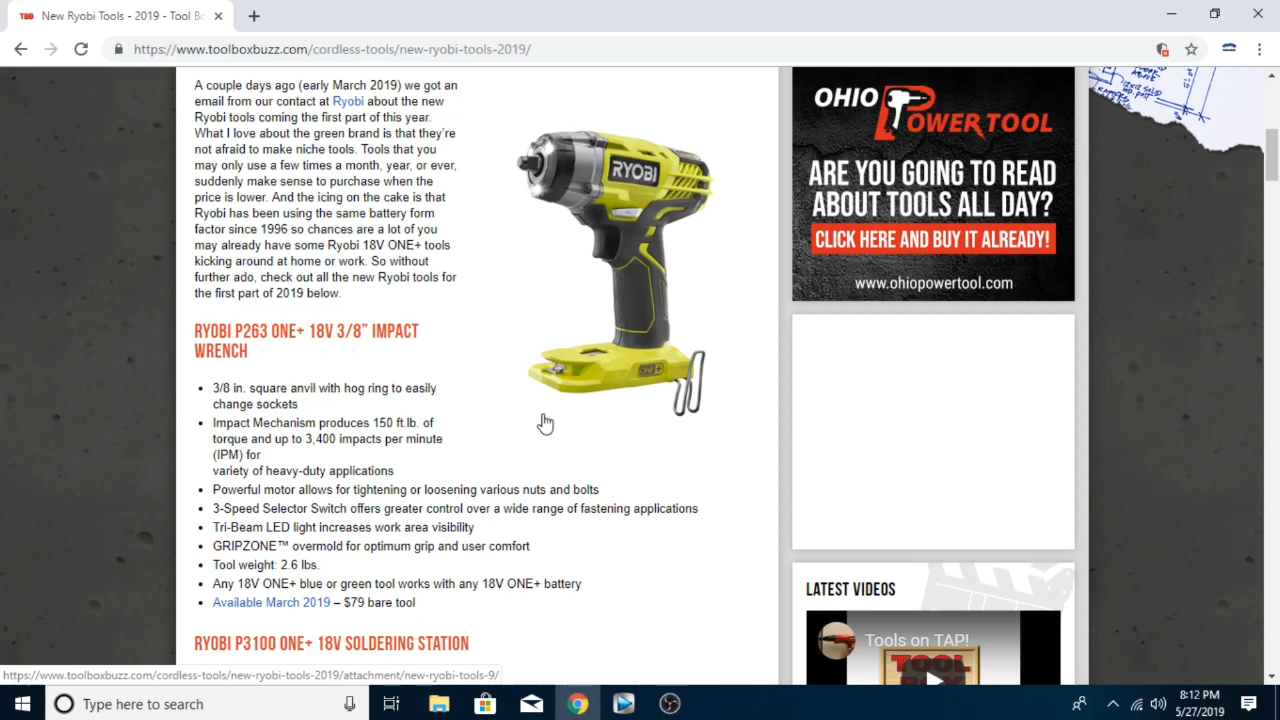 New Ryobi Tools - 2019 - Tool Bo
https://www.toolboxbuzz.com/cordless-tools/new-ryobi-tools-2019/
A couple days ago (early March 2019) we got an
email from our contact at Ryobi about the new
Ryobi tools coming the first part of this year.
What I love about the green brand is that they're
not afraid to make niche tools. Tools that you
may only use a few times a month, year, or ever,
suddenly make sense to purchase when the
price is lower. And the icing on the cake is that
Ryobi has been using the same battery form
factor since 1996 so chances are a lot of you
may already have some Ryobi 18V ONE+ tools
kicking around at home or work. So without
further ado, check out all the new Ryobi tools for
the first part of 2019 below.
RYOBI
RYOBI P263 ONE+ 18V 3/8" IMPACT
WRENCH
3/8 in. square anvil with hog ring to easily
change sockets
Impact Mechanism produces 150 ft.lb. of
torque and up to 3,400 impacts per minute
(IPM) for
variety of heavy-duty applications
Powerful motor allows for tightening or loosening various nuts and bolts
3-Speed Selector Switch offers greater control over a wide range of fastening applications
Tri-Beam LED light increases work area visibility
GRIPZONE™ overmold for optimum grip and user comfort
Tool weight: 2.6 lbs.
Any 18V ONE+ blue or green tool works with any 18V ONE+ battery
Available March 2019 – $79 bare tool
RYOBI P3100 ONE+ 18V SOLDERING STATION
OHIO POWER TOOL
ARE YOU GOING TO READ
ABOUT TOOLS ALL DAY?
CLICK HERE AND BUY IT ALREADY!
www.ohiopowertool.com
LATEST VIDEOS
Tools on TAP!
TOOL
https://www.toolboxbuzz.com/cordless-tools/new-ryobi-tools-2019/attachment/new-ryobi-tools-9/
Type here to search
8:12 PM
5/27/2019